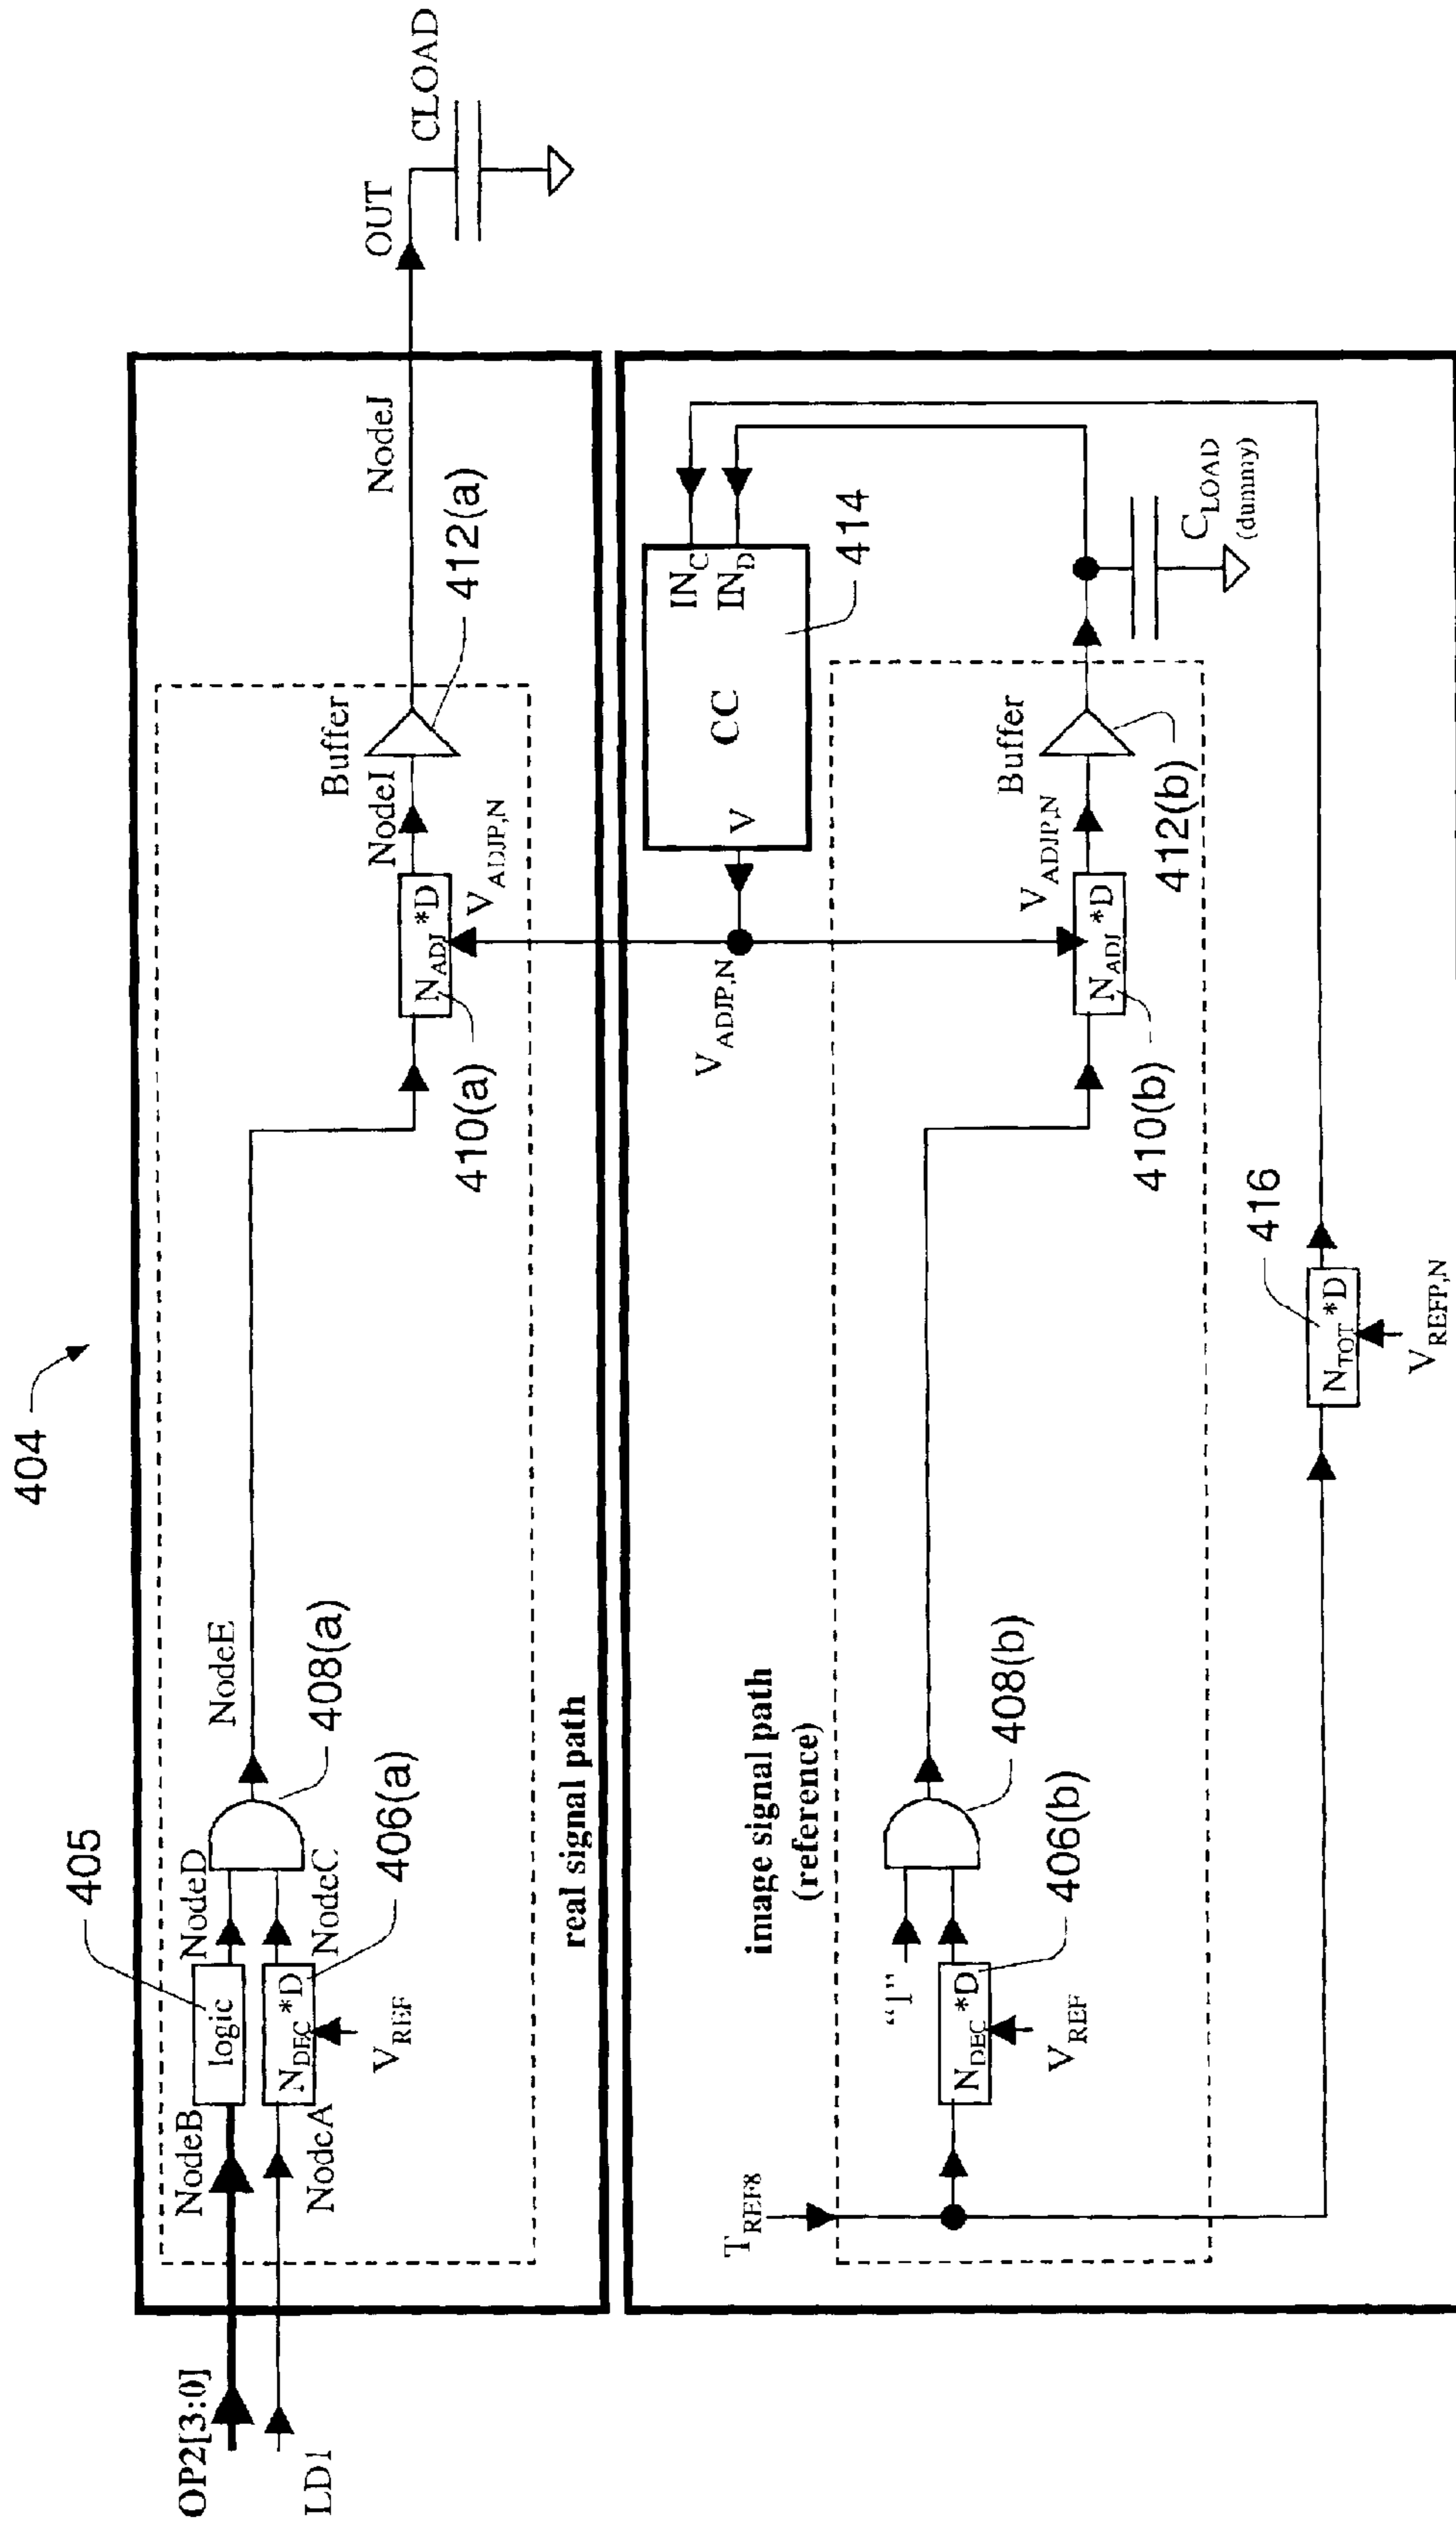 404
OP2[3:0]
LD1
NodeB
NodeA
405
logic
N_DEC *D
V_REF
NodeD
NodeC
406(a)
408(a)
NodeE
410(a)
N_ADJ *D
NodeI
V_ADJP,N
Buffer
412(a)
NodeJ
OUT
CLOAD
real signal path
image signal path
(reference)
T_REF8
"1"
N_DEC *D
V_REF
406(b)
408(b)
V_ADJP,N
V
CC
IN_C
IN_D
414
410(b)
N_ADJ *D
V_ADJP,N
Buffer
412(b)
C_LOAD
(dummy)
416
N_TOT *D
V_REFP,N